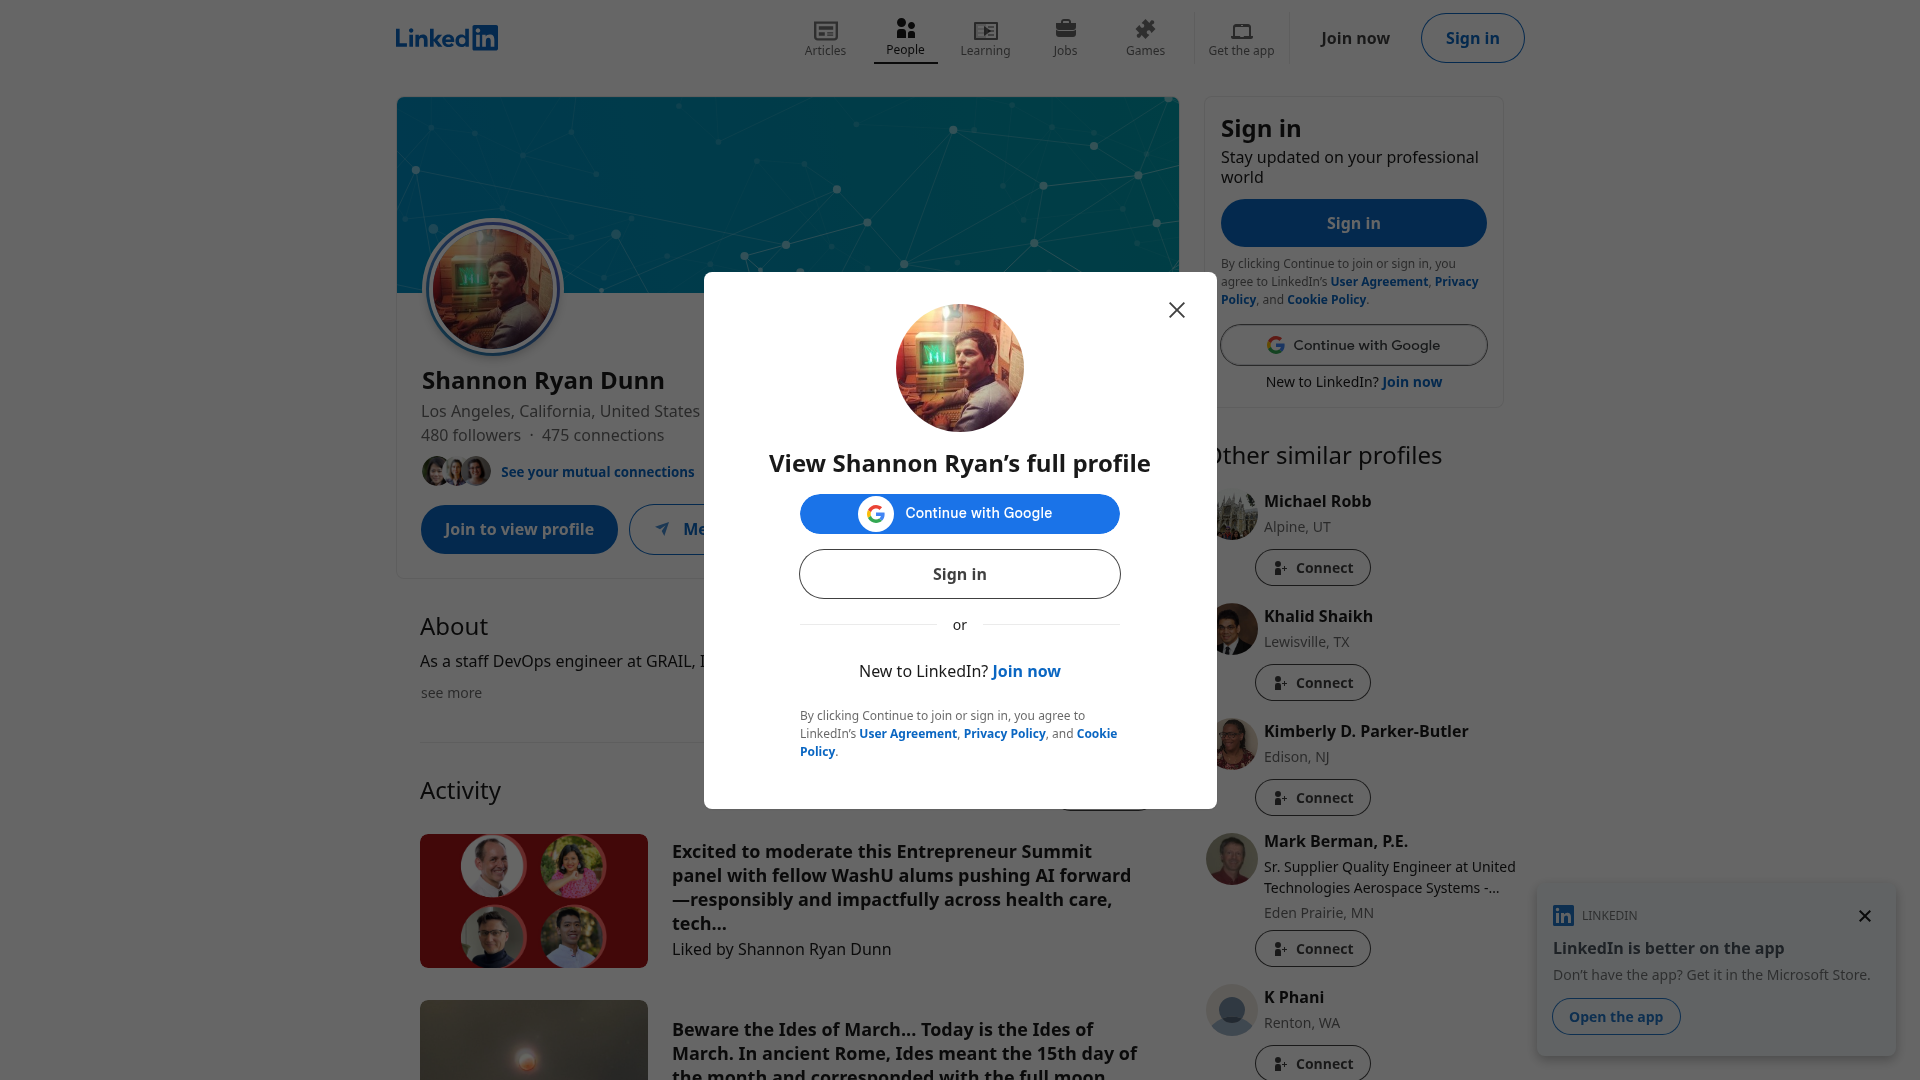 Linked in
Articles
People
Learning
Jobs
Games
Get the app
Join now
Sign in
Shannon Ryan Dunn
Los Angeles, California, United States
480 followers · 475 connections
See your mutual connections
Join to view profile
Me
About
As a staff DevOps engineer at GRAIL, I
see more
Activity
Excited to moderate this Entrepreneur Summit
panel with fellow WashU alums pushing AI forward
—responsibly and impactfully across health care,
tech…
Liked by Shannon Ryan Dunn
Beware the Ides of March… Today is the Ides of
March. In ancient Rome, Ides meant the 15th day of
the month and corresponded with the full moon
View Shannon Ryan’s full profile
Continue with Google
Sign in
or
New to LinkedIn? Join now
By clicking Continue to join or sign in, you agree to
LinkedIn’s User Agreement, Privacy Policy, and Cookie
Policy.
Sign in
Stay updated on your professional
world
Sign in
By clicking Continue to join or sign in, you
agree to LinkedIn’s User Agreement, Privacy
Policy, and Cookie Policy.
Continue with Google
New to LinkedIn? Join now
Other similar profiles
Michael Robb
Alpine, UT
Connect
Khalid Shaikh
Lewisville, TX
Connect
Kimberly D. Parker-Butler
Edison, NJ
Connect
Mark Berman, P.E.
Sr. Supplier Quality Engineer at United
Technologies Aerospace Systems -…
Eden Prairie, MN
Connect
K Phani
Renton, WA
Connect
in LINKEDIN
LinkedIn is better on the app
Don’t have the app? Get it in the Microsoft Store.
Open the app